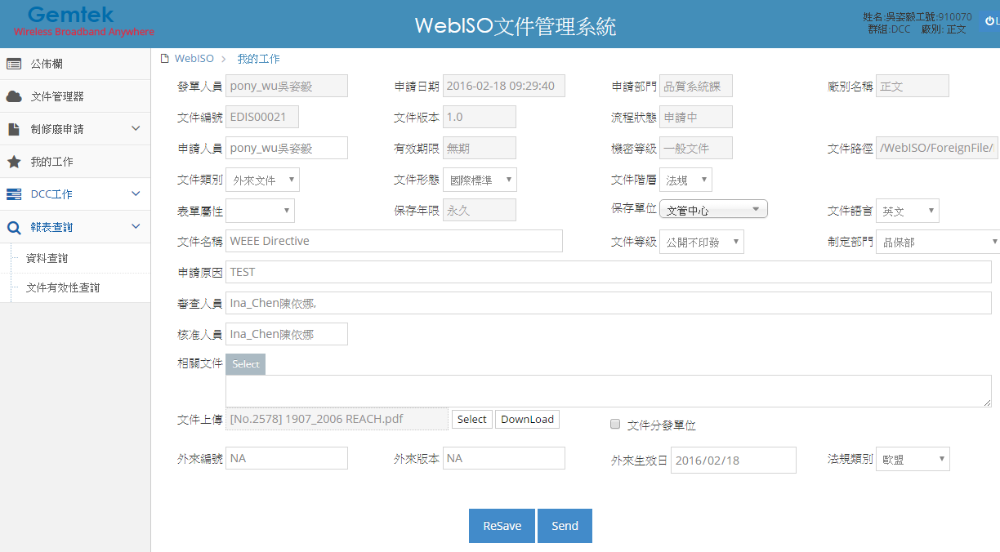 Gemtek
Wireless Broadband Anywhere
WebISO文件管理系統
姓名:吳姿毅工號:910070
群組:DCC 廠別: 正文
公佈欄
文件管理器
制修廢申請
我的工作
DCC工作
報表查詢
資料查詢
文件有效性查詢
WebISO > 我的工作
發單人員 pony_wu吳姿毅 申請日期 2016-02-18 09:29:40 申請部門 品質系統課 廠別名稱 正文
文件編號 EDIS00021 文件版本 1.0 流程狀態 申請中
申請人員 pony_wu吳姿毅 有效期限 無期 機密等級 一般文件 文件路徑 /WebISO/ForeignFile/
文件類別 外來文件 文件形態 國際標準 文件階層 法規
表單屬性 保存年限 永久 保存單位 文管中心 文件語言 英文
文件名稱 WEEE Directive 文件等級 公開不印發 制定部門 品保部
申請原因 TEST
審查人員 Ina_Chen陳依娜,
核准人員 Ina_Chen陳依娜
相關文件 Select
文件上傳 [No.2578] 1907_2006 REACH.pdf Select DownLoad 文件分發單位
外來編號 NA 外來版本 NA 外來生效日 2016/02/18 法規類別 歐盟
ReSave Send